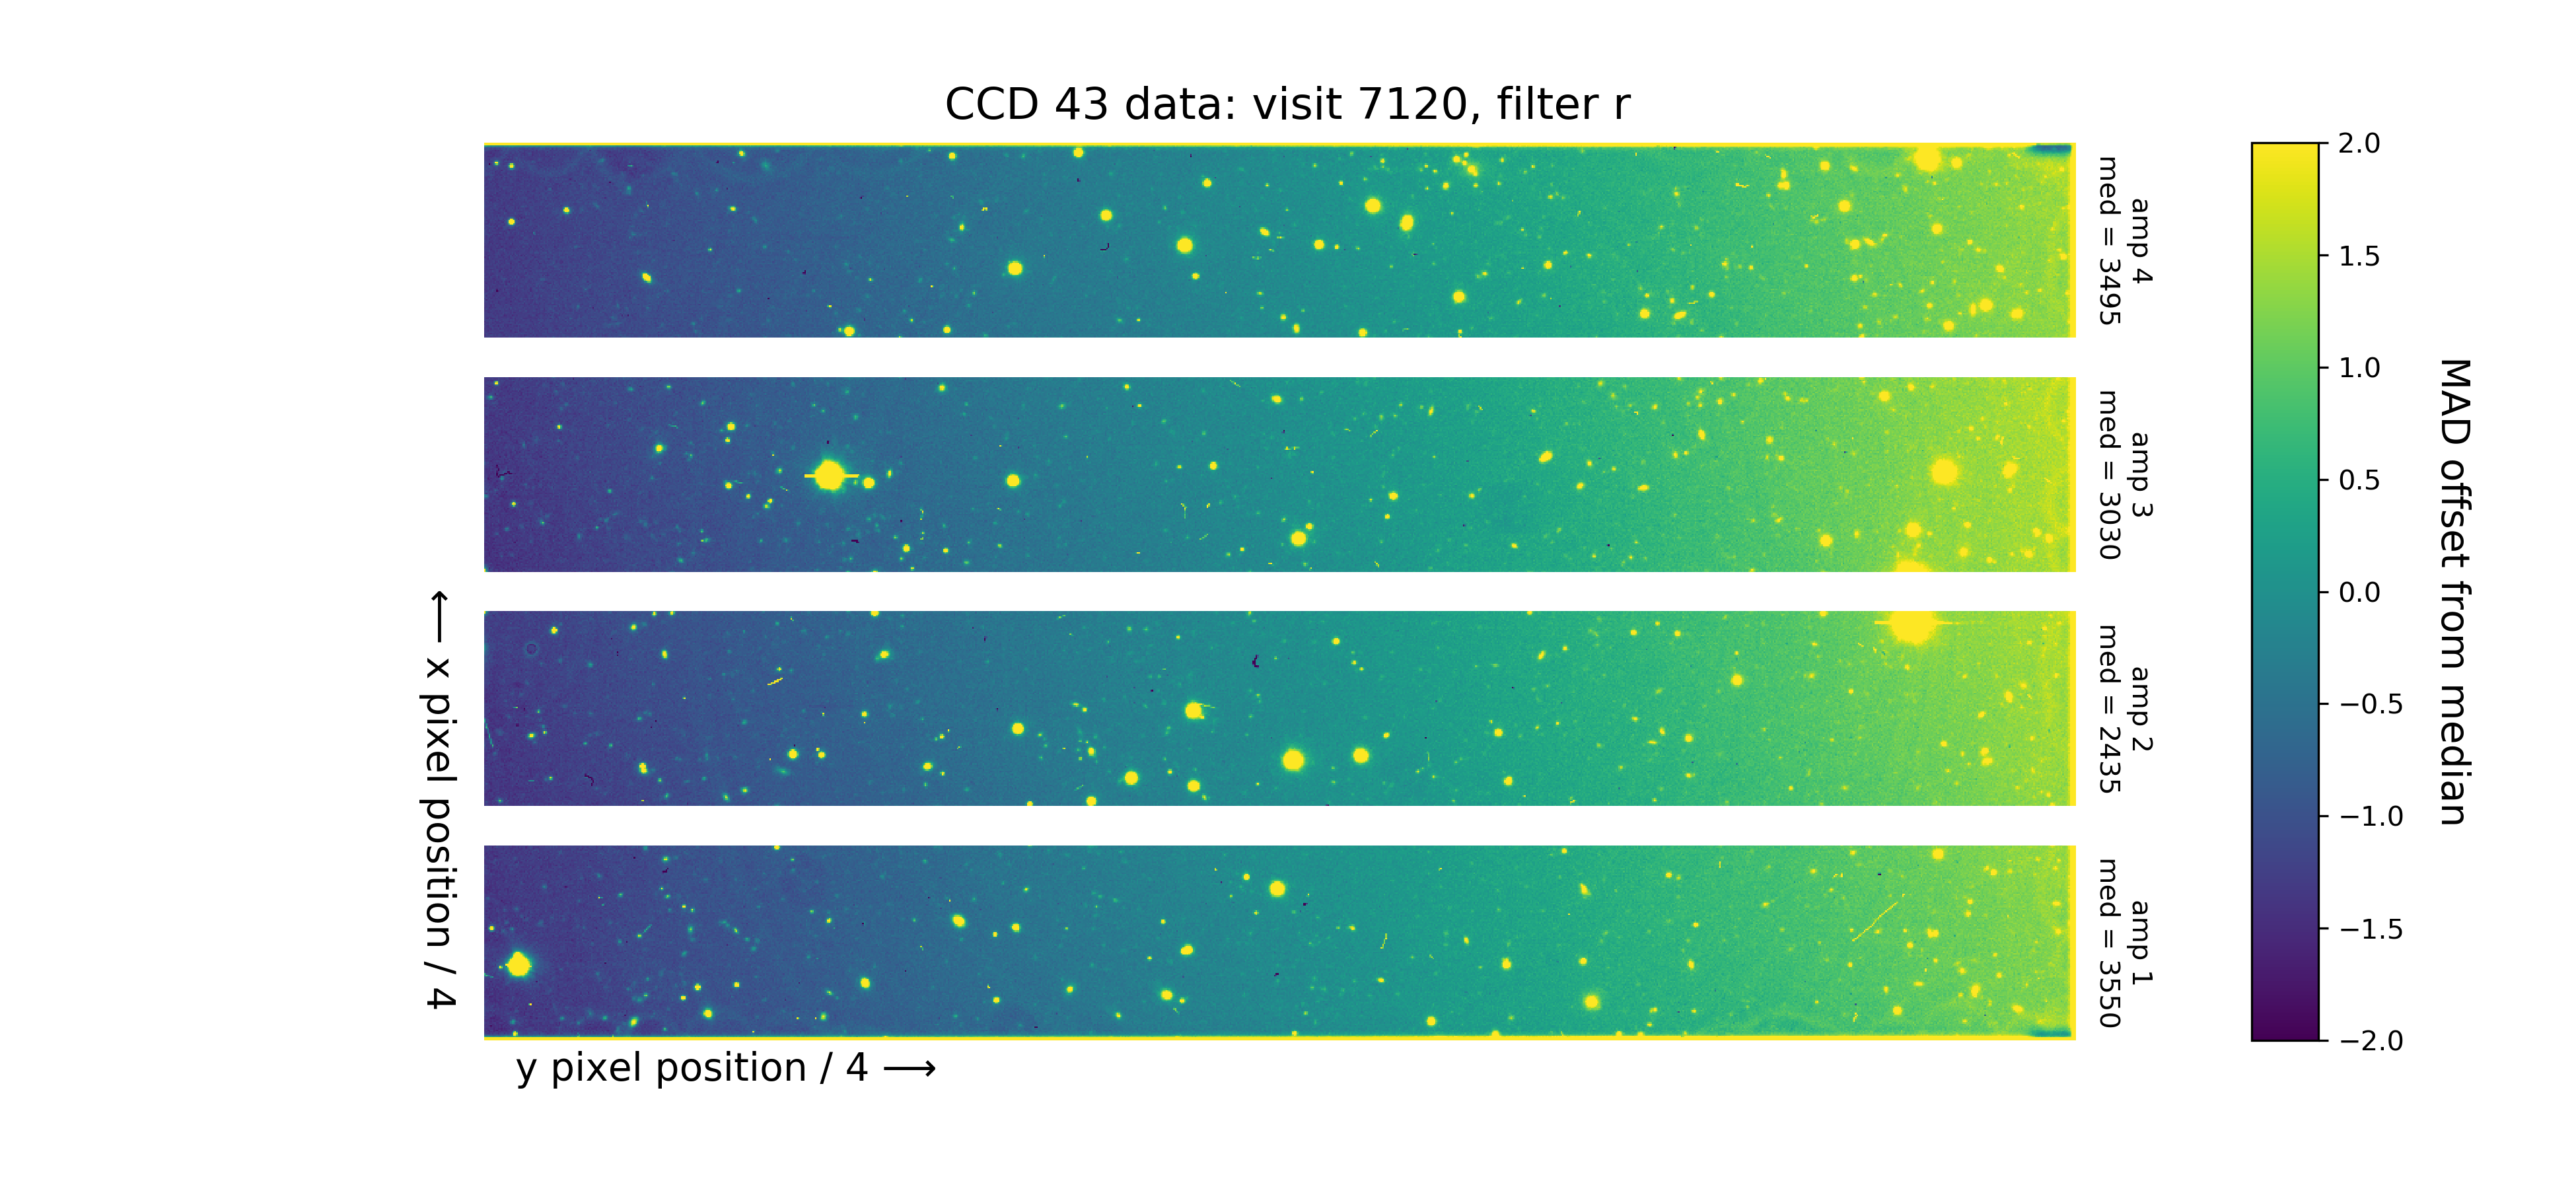 CCD 43 data: visit 7120, filter r
amp 4
med = 3495
amp 3
med = 3030
amp 2
med = 2435
amp 1
med = 3550
⟵ x pixel position / 4
y pixel position / 4 ⟶
2.0
1.5
1.0
0.5
0.0
−0.5
−1.0
−1.5
−2.0
MAD offset from median